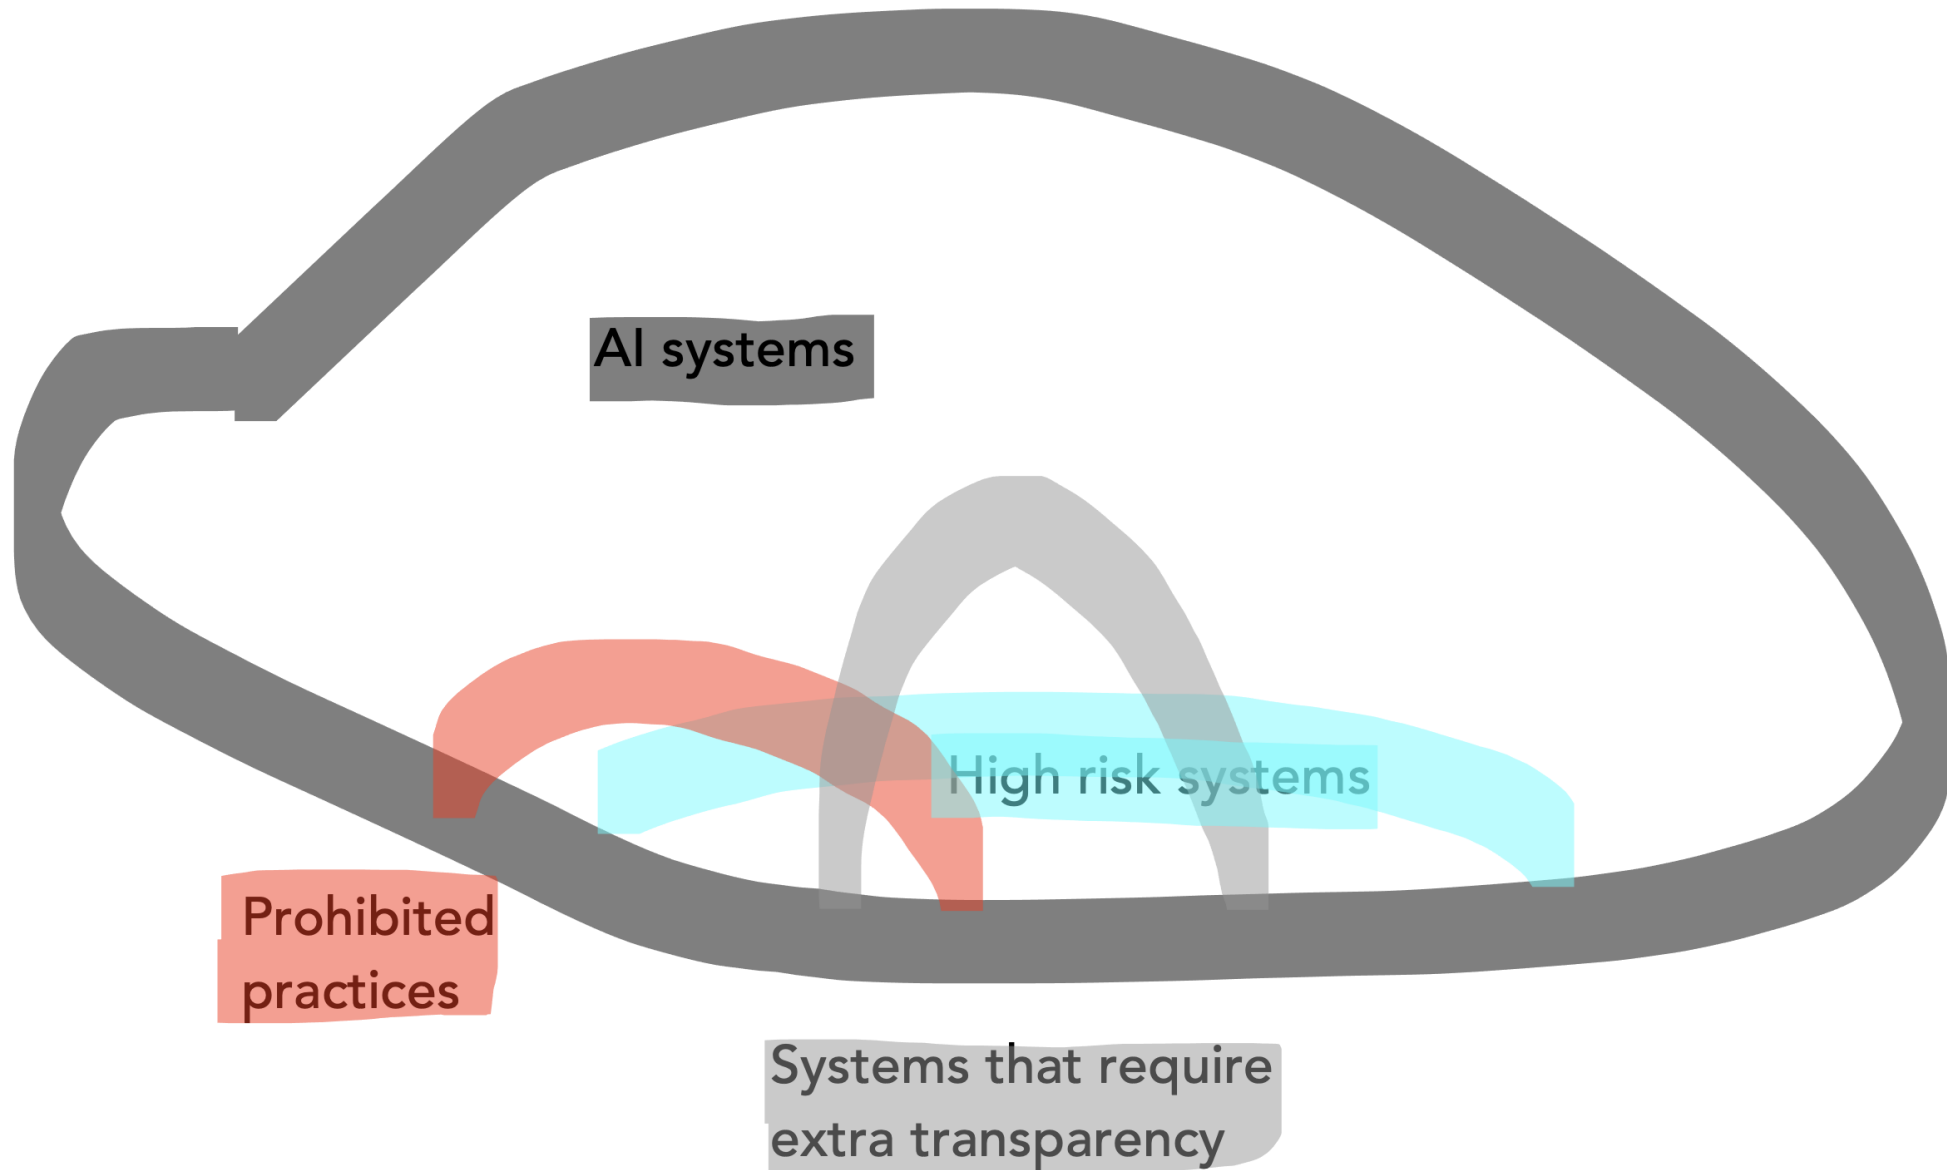 AI systems
High risk systems
Prohibited
practices
Systems that require
extra transparency